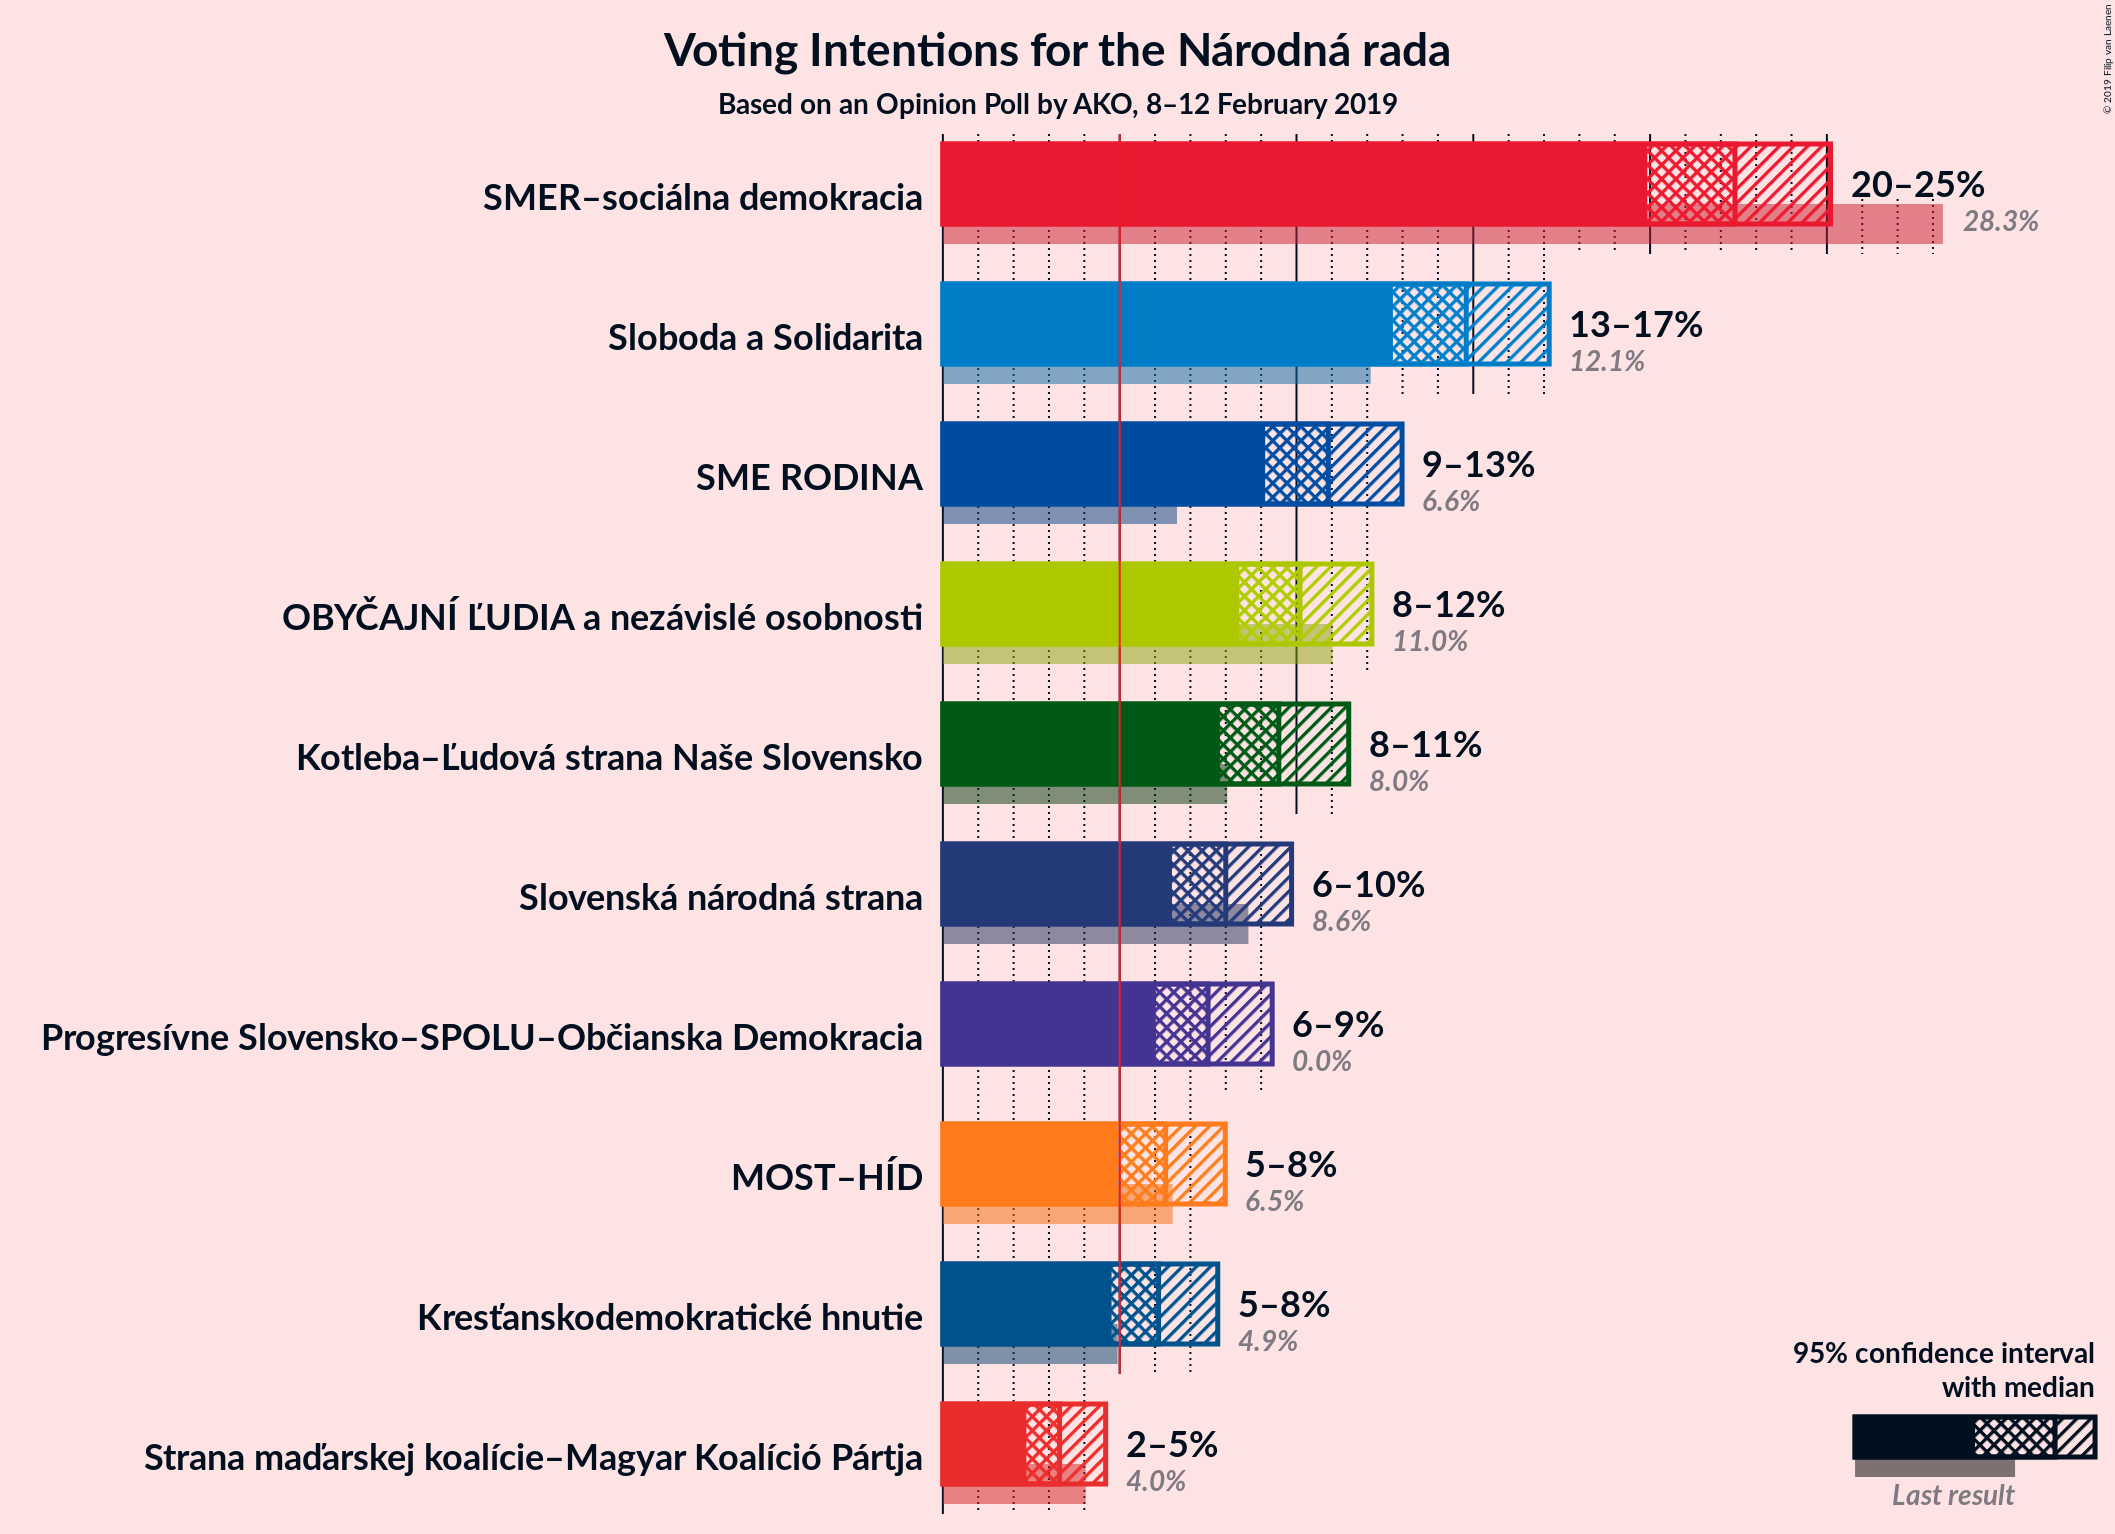 Voting Intentions for the Národná rada
Based on an Opinion Poll by AKO, 8–12 February 2019
© 2019 Filip van Laenen
SMER–sociálna demokracia
20–25%
28.3%
Sloboda a Solidarita
13–17%
12.1%
SME RODINA
9–13%
6.6%
OBYČAJNÍ ĽUDIA a nezávislé osobnosti
8–12%
11.0%
Kotleba–Ľudová strana Naše Slovensko
8–11%
8.0%
Slovenská národná strana
6–10%
8.6%
Progresívne Slovensko–SPOLU–Občianska Demokracia
6–9%
0.0%
MOST–HÍD
5–8%
6.5%
Kresťanskodemokratické hnutie
5–8%
4.9%
Strana maďarskej koalície–Magyar Koalíció Pártja
2–5%
4.0%
95% confidence interval
with median
Last result